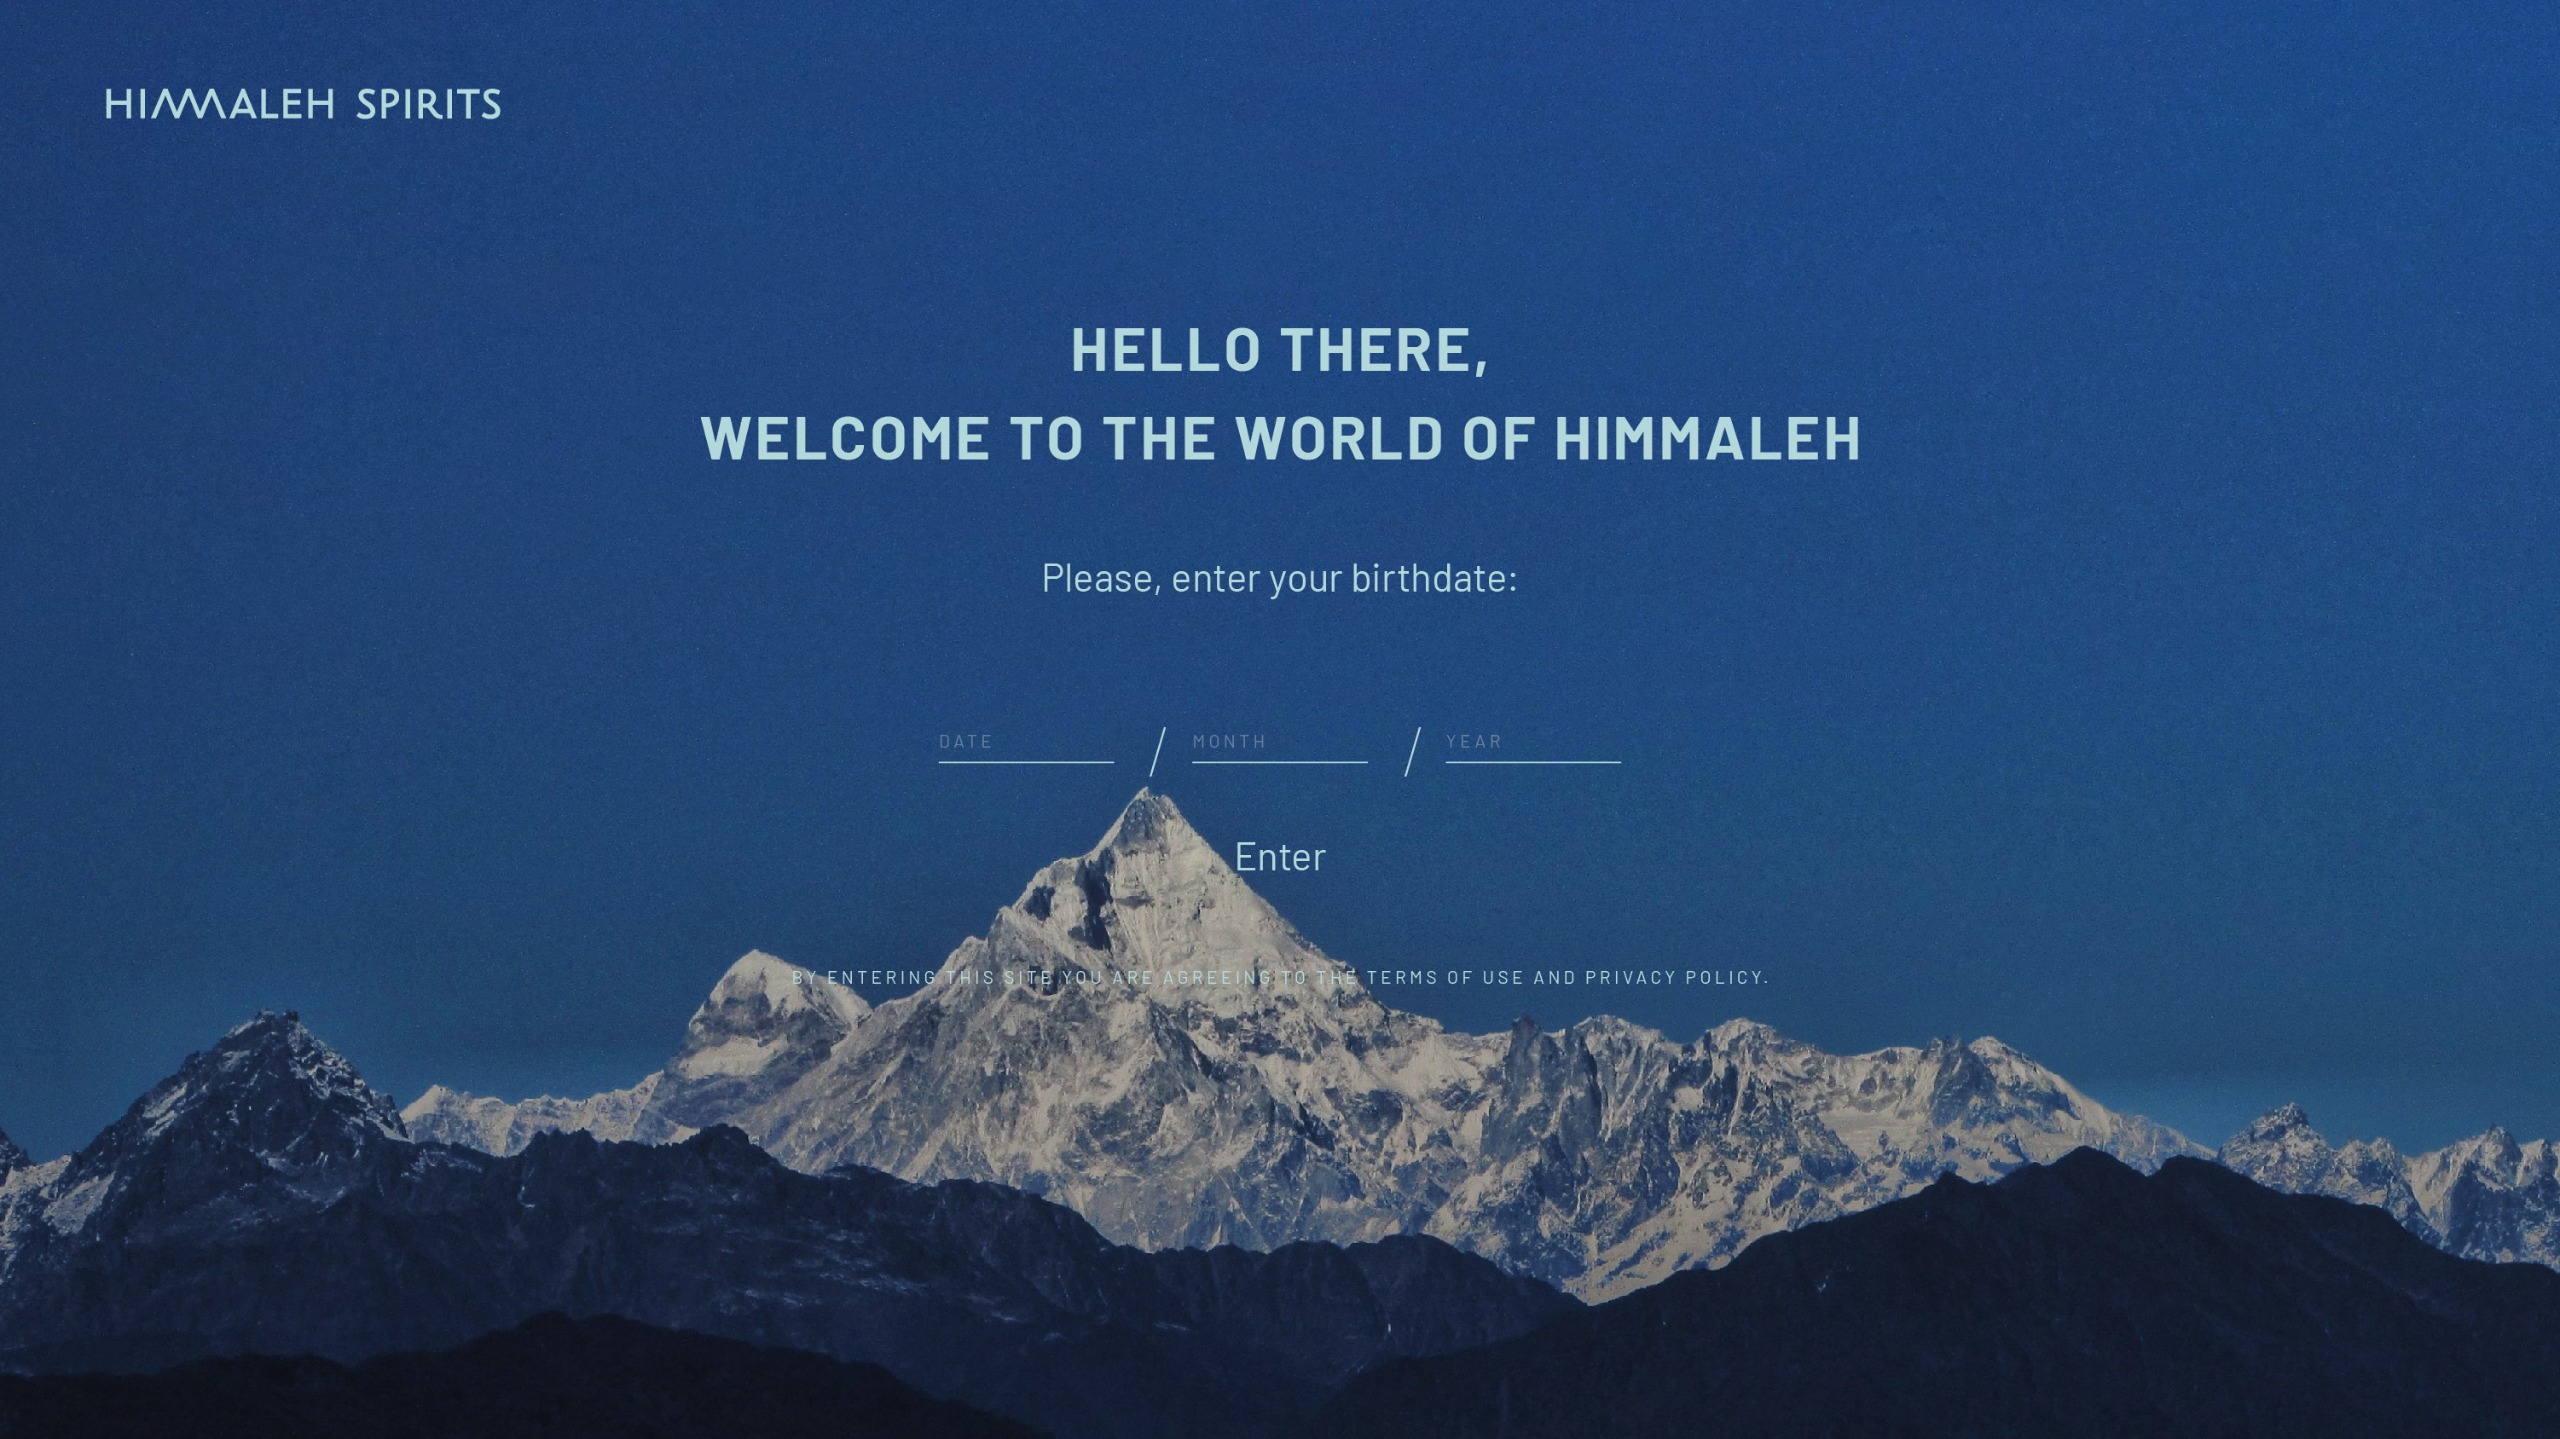 HIMMALEH SPIRITS
HELLO THERE,
WELCOME TO THE WORLD OF HIMMALEH
Please, enter your birthdate:
DATE / MONTH / YEAR
Enter
BY ENTERING THIS SITE YOU ARE AGREEING TO THE TERMS OF USE AND PRIVACY POLICY.